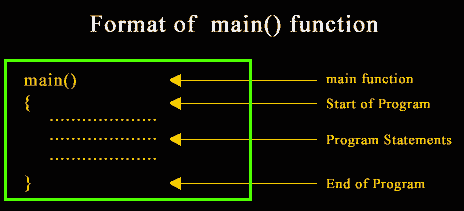 Format of main() function
main() main function
{ Start of Program
...................
................... Program Statements
...................
} End of Program